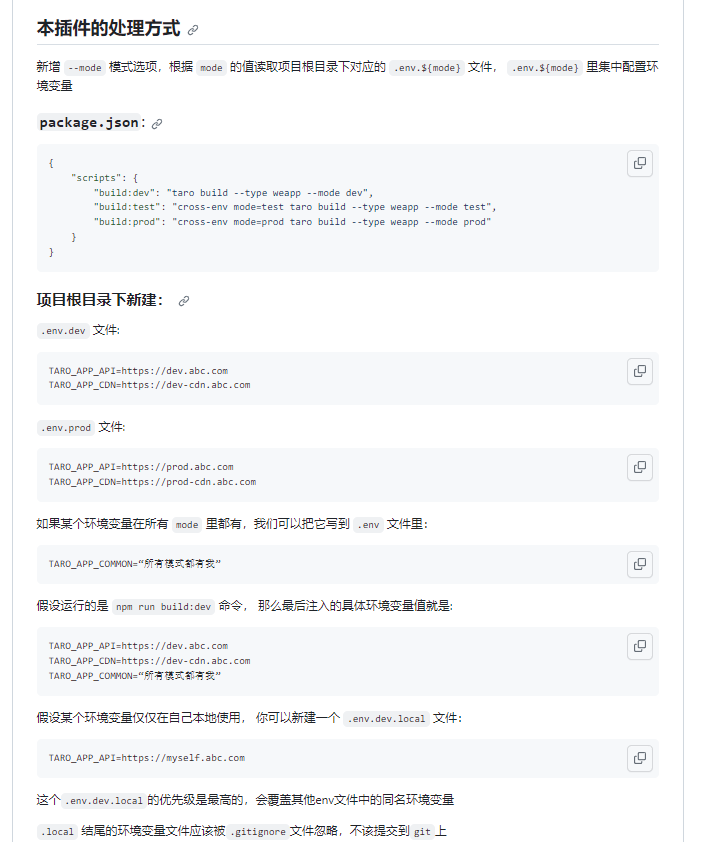 本插件的处理方式
新增 --mode 模式选项，根据 mode 的值读取项目根目录下对应的 .env.${mode} 文件， .env.${mode} 里集中配置环
境变量
package.json：
{
    "scripts": {
        "build:dev": "taro build --type weapp --mode dev",
        "build:test": "cross-env mode=test taro build --type weapp --mode test",
        "build:prod": "cross-env mode=prod taro build --type weapp --mode prod"
    }
}
项目根目录下新建：
.env.dev 文件:
TARO_APP_API=https://dev.abc.com
TARO_APP_CDN=https://dev-cdn.abc.com
.env.prod 文件:
TARO_APP_API=https://prod.abc.com
TARO_APP_CDN=https://prod-cdn.abc.com
如果某个环境变量在所有 mode 里都有，我们可以把它写到 .env 文件里：
TARO_APP_COMMON=“所有模式都有我”
假设运行的是 npm run build:dev 命令， 那么最后注入的具体环境变量值就是:
TARO_APP_API=https://dev.abc.com
TARO_APP_CDN=https://dev-cdn.abc.com
TARO_APP_COMMON=“所有模式都有我”
假设某个环境变量仅仅在自己本地使用， 你可以新建一个 .env.dev.local 文件：
TARO_APP_API=https://myself.abc.com
这个 .env.dev.local 的优先级是最高的，会覆盖其他env文件中的同名环境变量
.local 结尾的环境变量文件应该被 .gitignore 文件忽略，不该提交到 git 上